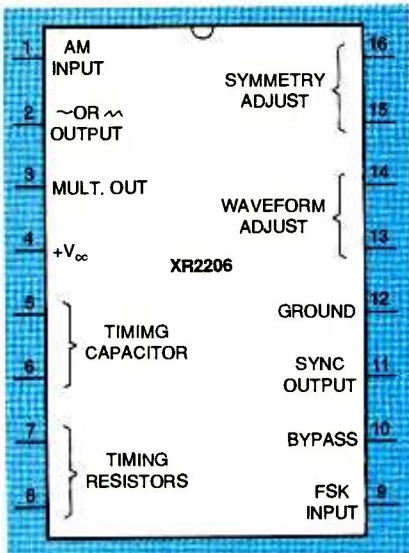 1
AM
INPUT
2
~OR ㅆ
OUTPUT
3
MULT. OUT
4
+Vcc
5
TIMIMG
CAPACITOR
6
7
TIMING
RESISTORS
8
XR2206
16
SYMMETRY
ADJUST
15
14
WAVEFORM
ADJUST
13
12
GROUND
11
SYNC
OUTPUT
10
BYPASS
9
FSK
INPUT